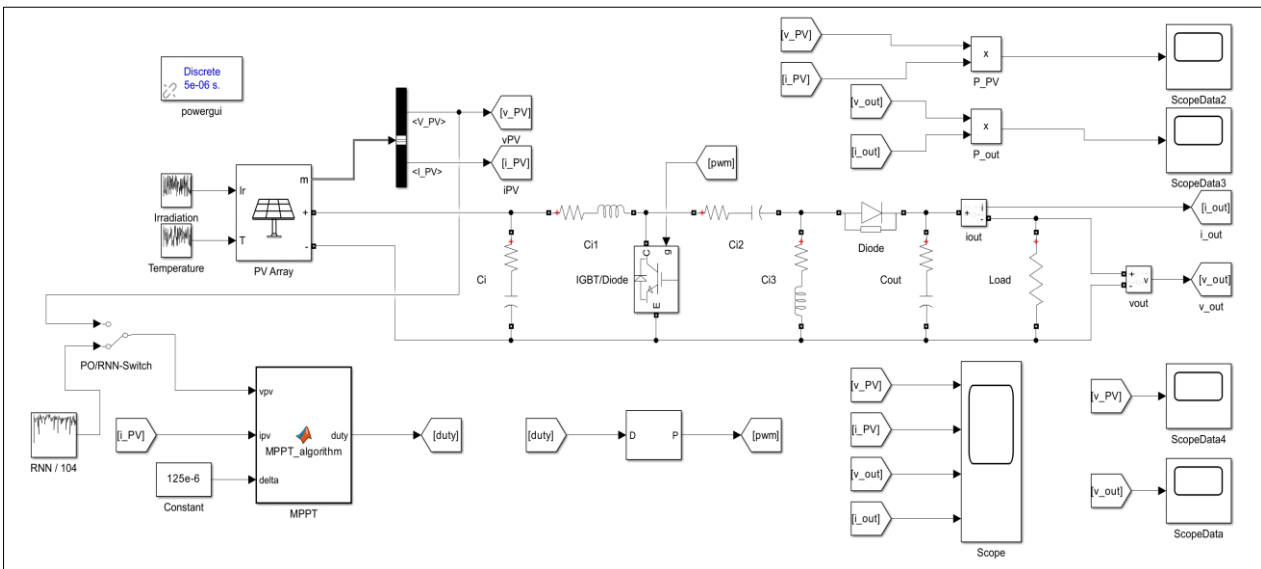 Discrete
5e-06 s.
powergui
<V_PV>
<I_PV>
[v_PV]
vPV
[i_PV]
iPV
[pwm]
[v_PV]
[i_PV]
x
P_PV
ScopeData2
[v_out]
[i_out]
x
P_out
ScopeData3
Irradiation
Temperature
Ir
T
m
+
-
PV Array
Ci
Ci1
C
g
E
IGBT/Diode
Ci2
Ci3
Diode
Cout
+
i
-
iout
Load
[i_out]
i_out
+
-
v
vout
[v_out]
v_out
PO/RNN-Switch
RNN / 104
[i_PV]
125e-6
Constant
vpv
ipv
delta
MPPT_algorithm
duty
MPPT
[duty]
[duty]
D
P
[pwm]
[v_PV]
[i_PV]
[v_out]
[i_out]
Scope
[v_PV]
ScopeData4
[v_out]
ScopeData